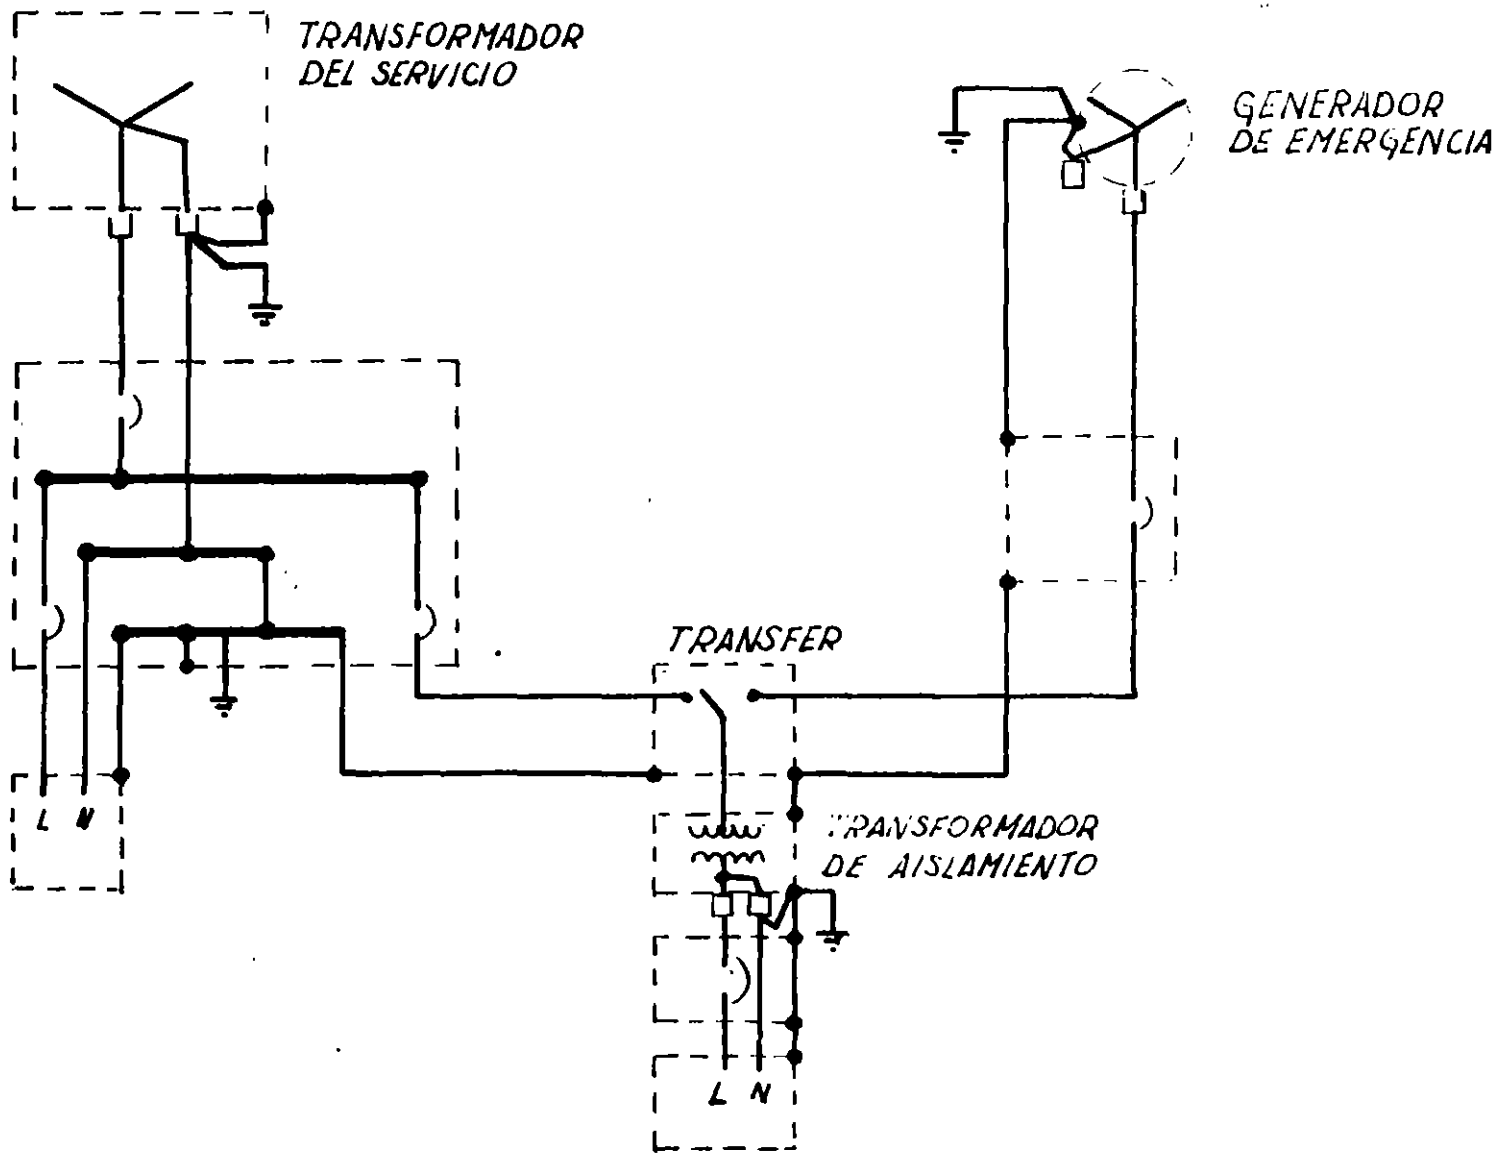 TRANSFORMADOR
DEL SERVICIO
GENERADOR
DE EMERGENCIA
TRANSFER
L N
TRANSFORMADOR
DE AISLAMIENTO
L N